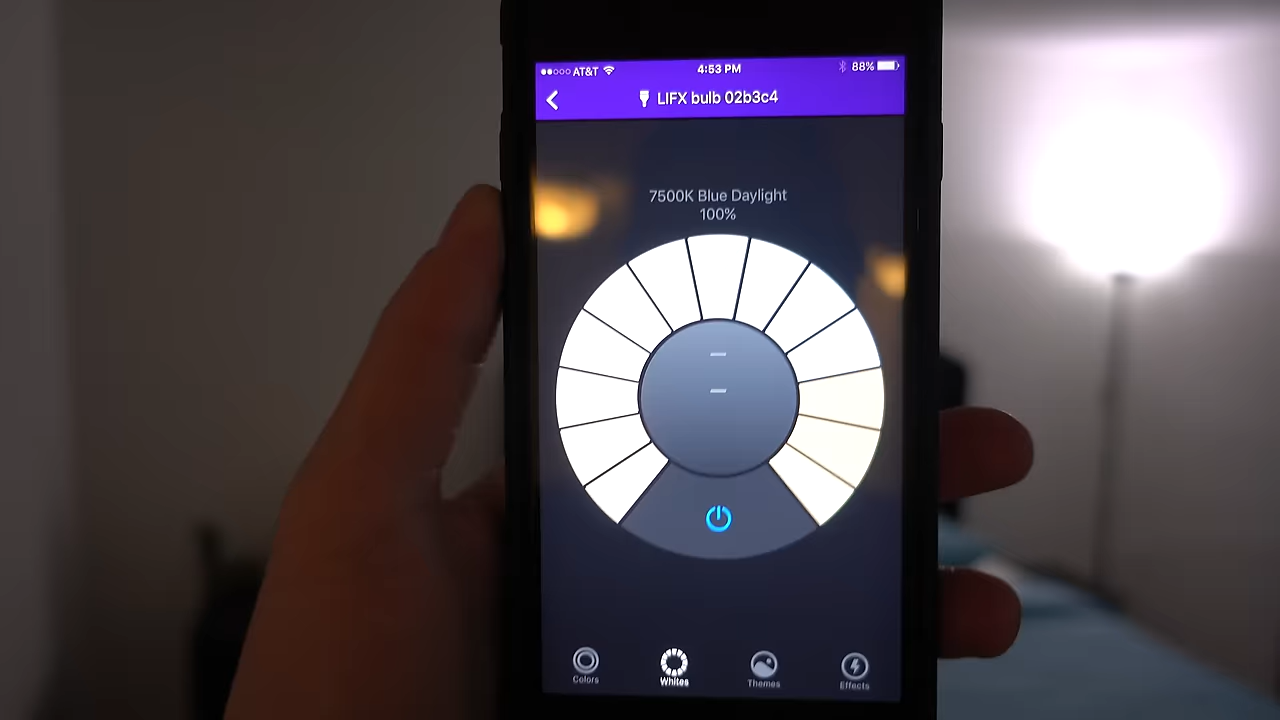 AT&T 4:53 PM 88%
LIFX bulb 02b3c4
7500K Blue Daylight
100%
Colors Whites Themes Effects